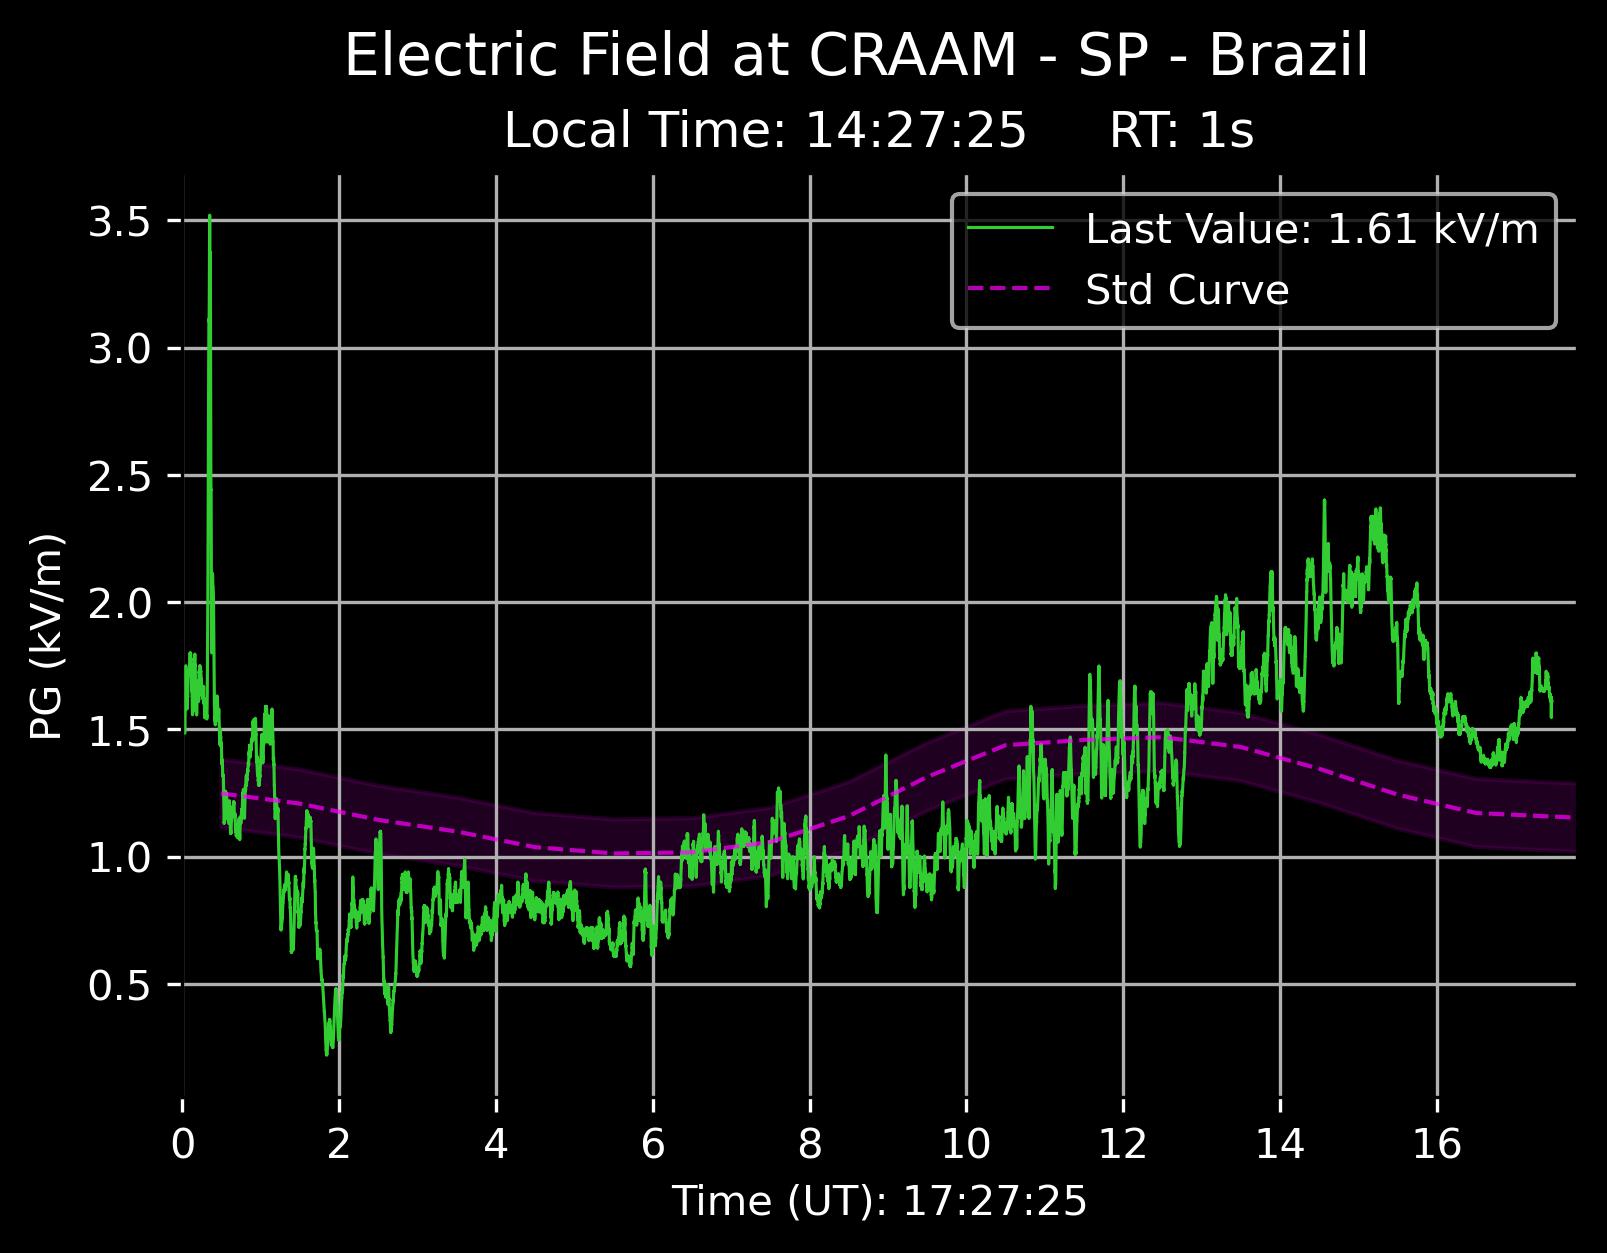 Electric Field at CRAAM - SP - Brazil
Local Time: 14:27:25 RT: 1s
Last Value: 1.61 kV/m
Std Curve
PG (kV/m)
3.5
3.0
2.5
2.0
1.5
1.0
0.5
0 2 4 6 8 10 12 14 16
Time (UT): 17:27:25